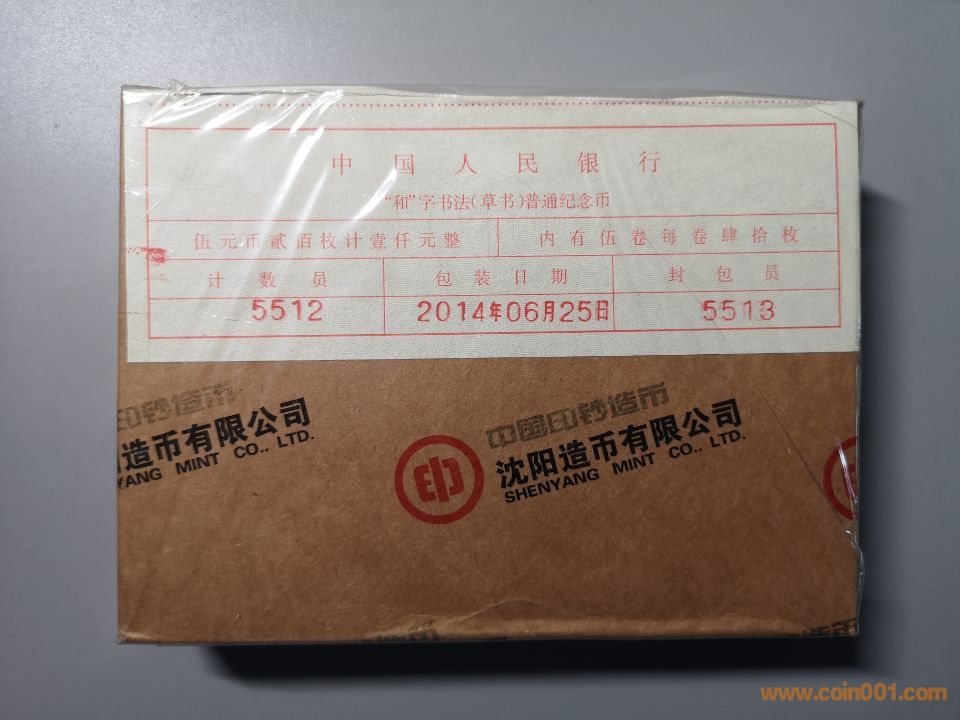 中国人民银行
“和”字书法(草书)普通纪念币
伍元币贰佰枚计壹仟元整 内有伍卷每卷肆拾枚
计数员 包装日期 封包员
5512 2014年06月25日 5513
印钞造币
造币有限公司
YANG MINT CO., LTD.
中国印钞造币
沈阳造币有限公司
SHENYANG MINT CO., LTD.
www.coin001.com